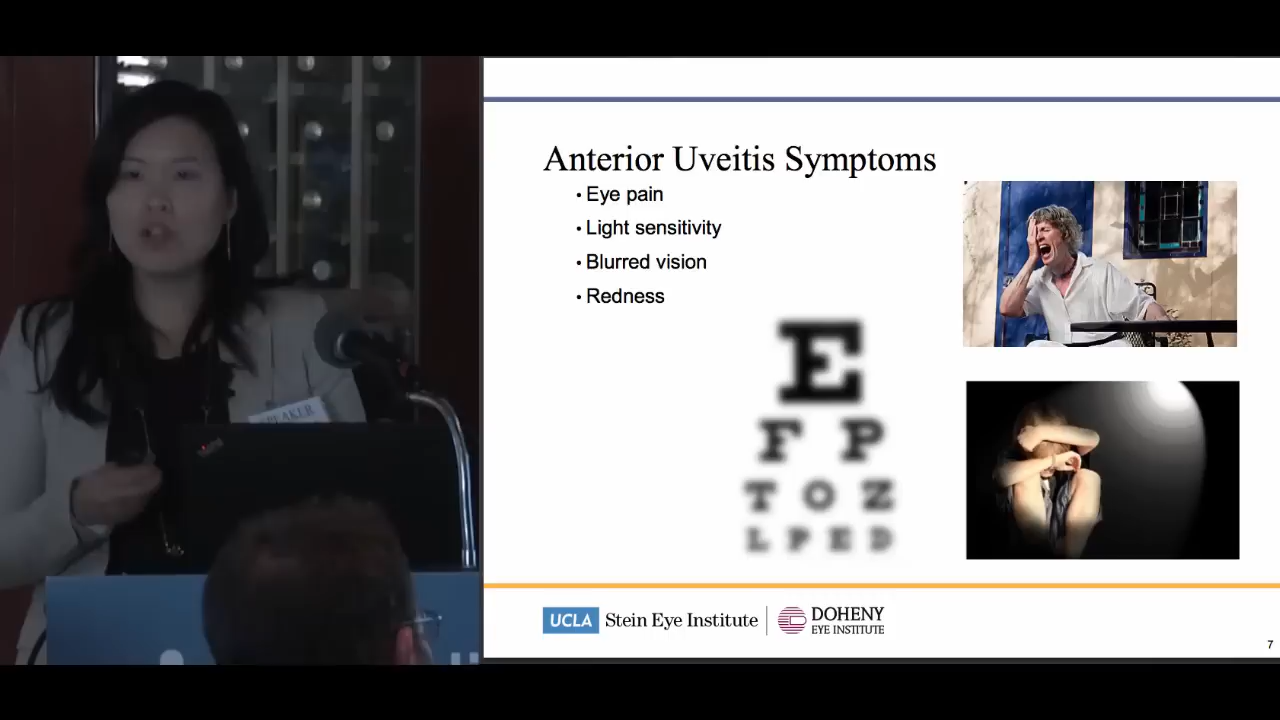 Anterior Uveitis Symptoms
• Eye pain
• Light sensitivity
• Blurred vision
• Redness
E
F P
T O Z
L P E D
UCLA Stein Eye Institute
DOHENY
EYE INSTITUTE
7